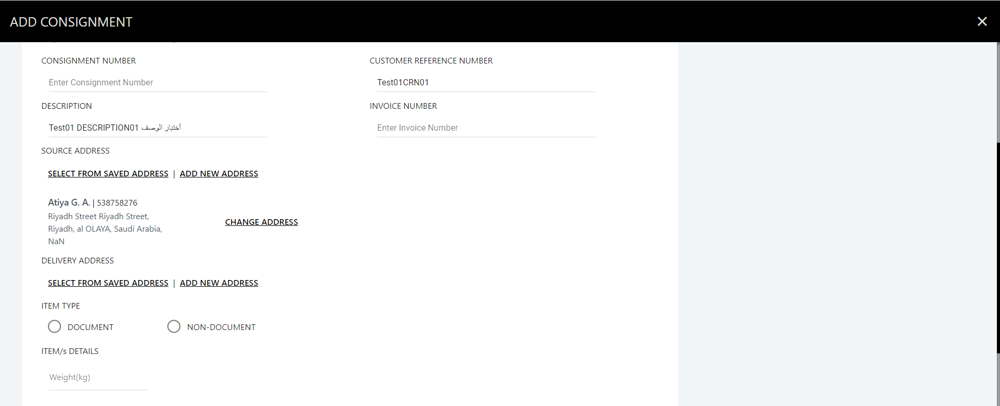 ADD CONSIGNMENT
CONSIGNMENT NUMBER
CUSTOMER REFERENCE NUMBER
Enter Consignment Number
Test01CRN01
DESCRIPTION
INVOICE NUMBER
Test01 DESCRIPTION01 أختبار الوصف
Enter Invoice Number
SOURCE ADDRESS
SELECT FROM SAVED ADDRESS | ADD NEW ADDRESS
Atiya G. A. | 538758276
Riyadh Street Riyadh Street,
Riyadh, al OLAYA, Saudi Arabia,
NaN
CHANGE ADDRESS
DELIVERY ADDRESS
SELECT FROM SAVED ADDRESS | ADD NEW ADDRESS
ITEM TYPE
DOCUMENT
NON-DOCUMENT
ITEM/s DETAILS
Weight(kg)